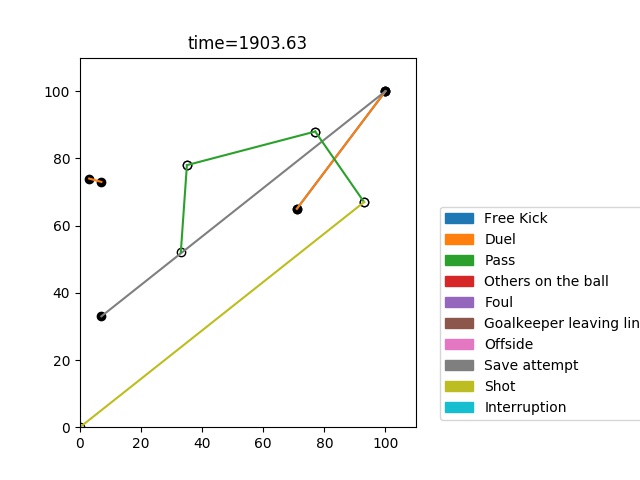 time=1903.63
100
80
60
40
20
0
0 20 40 60 80 100
Free Kick
Duel
Pass
Others on the ball
Foul
Goalkeeper leaving lin
Offside
Save attempt
Shot
Interruption